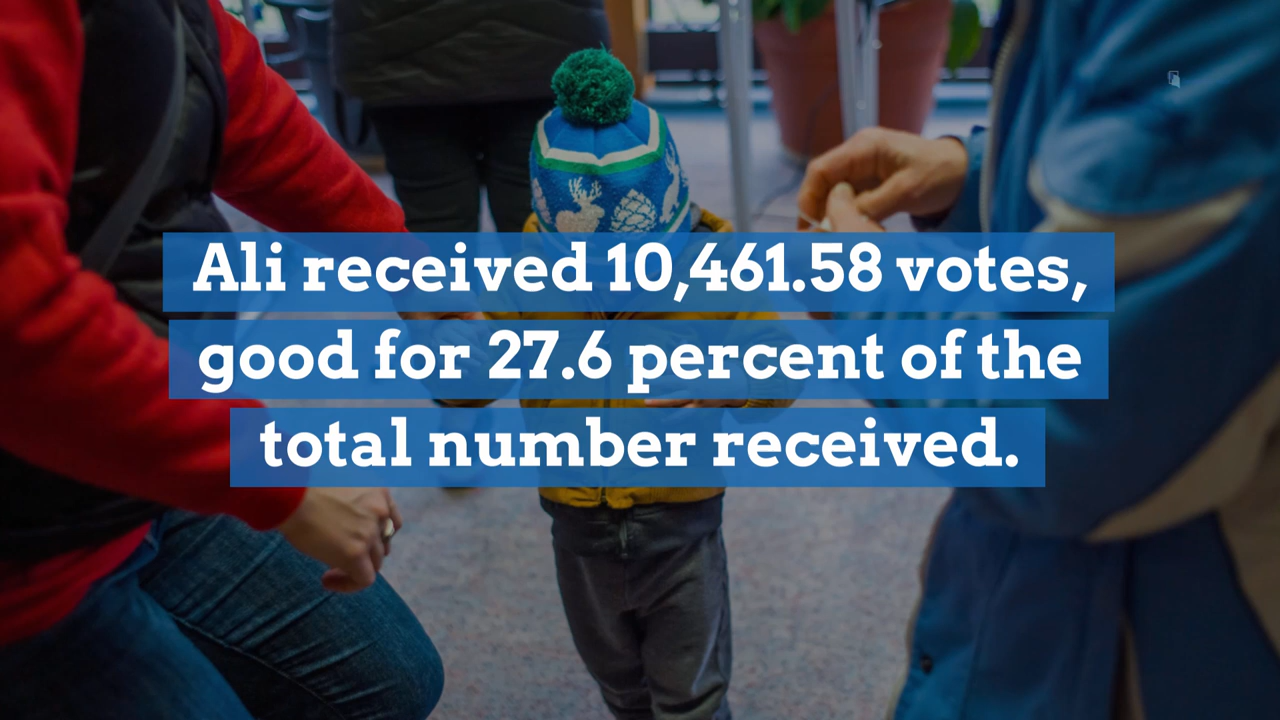 Ali received 10,461.58 votes,
good for 27.6 percent of the
total number received.